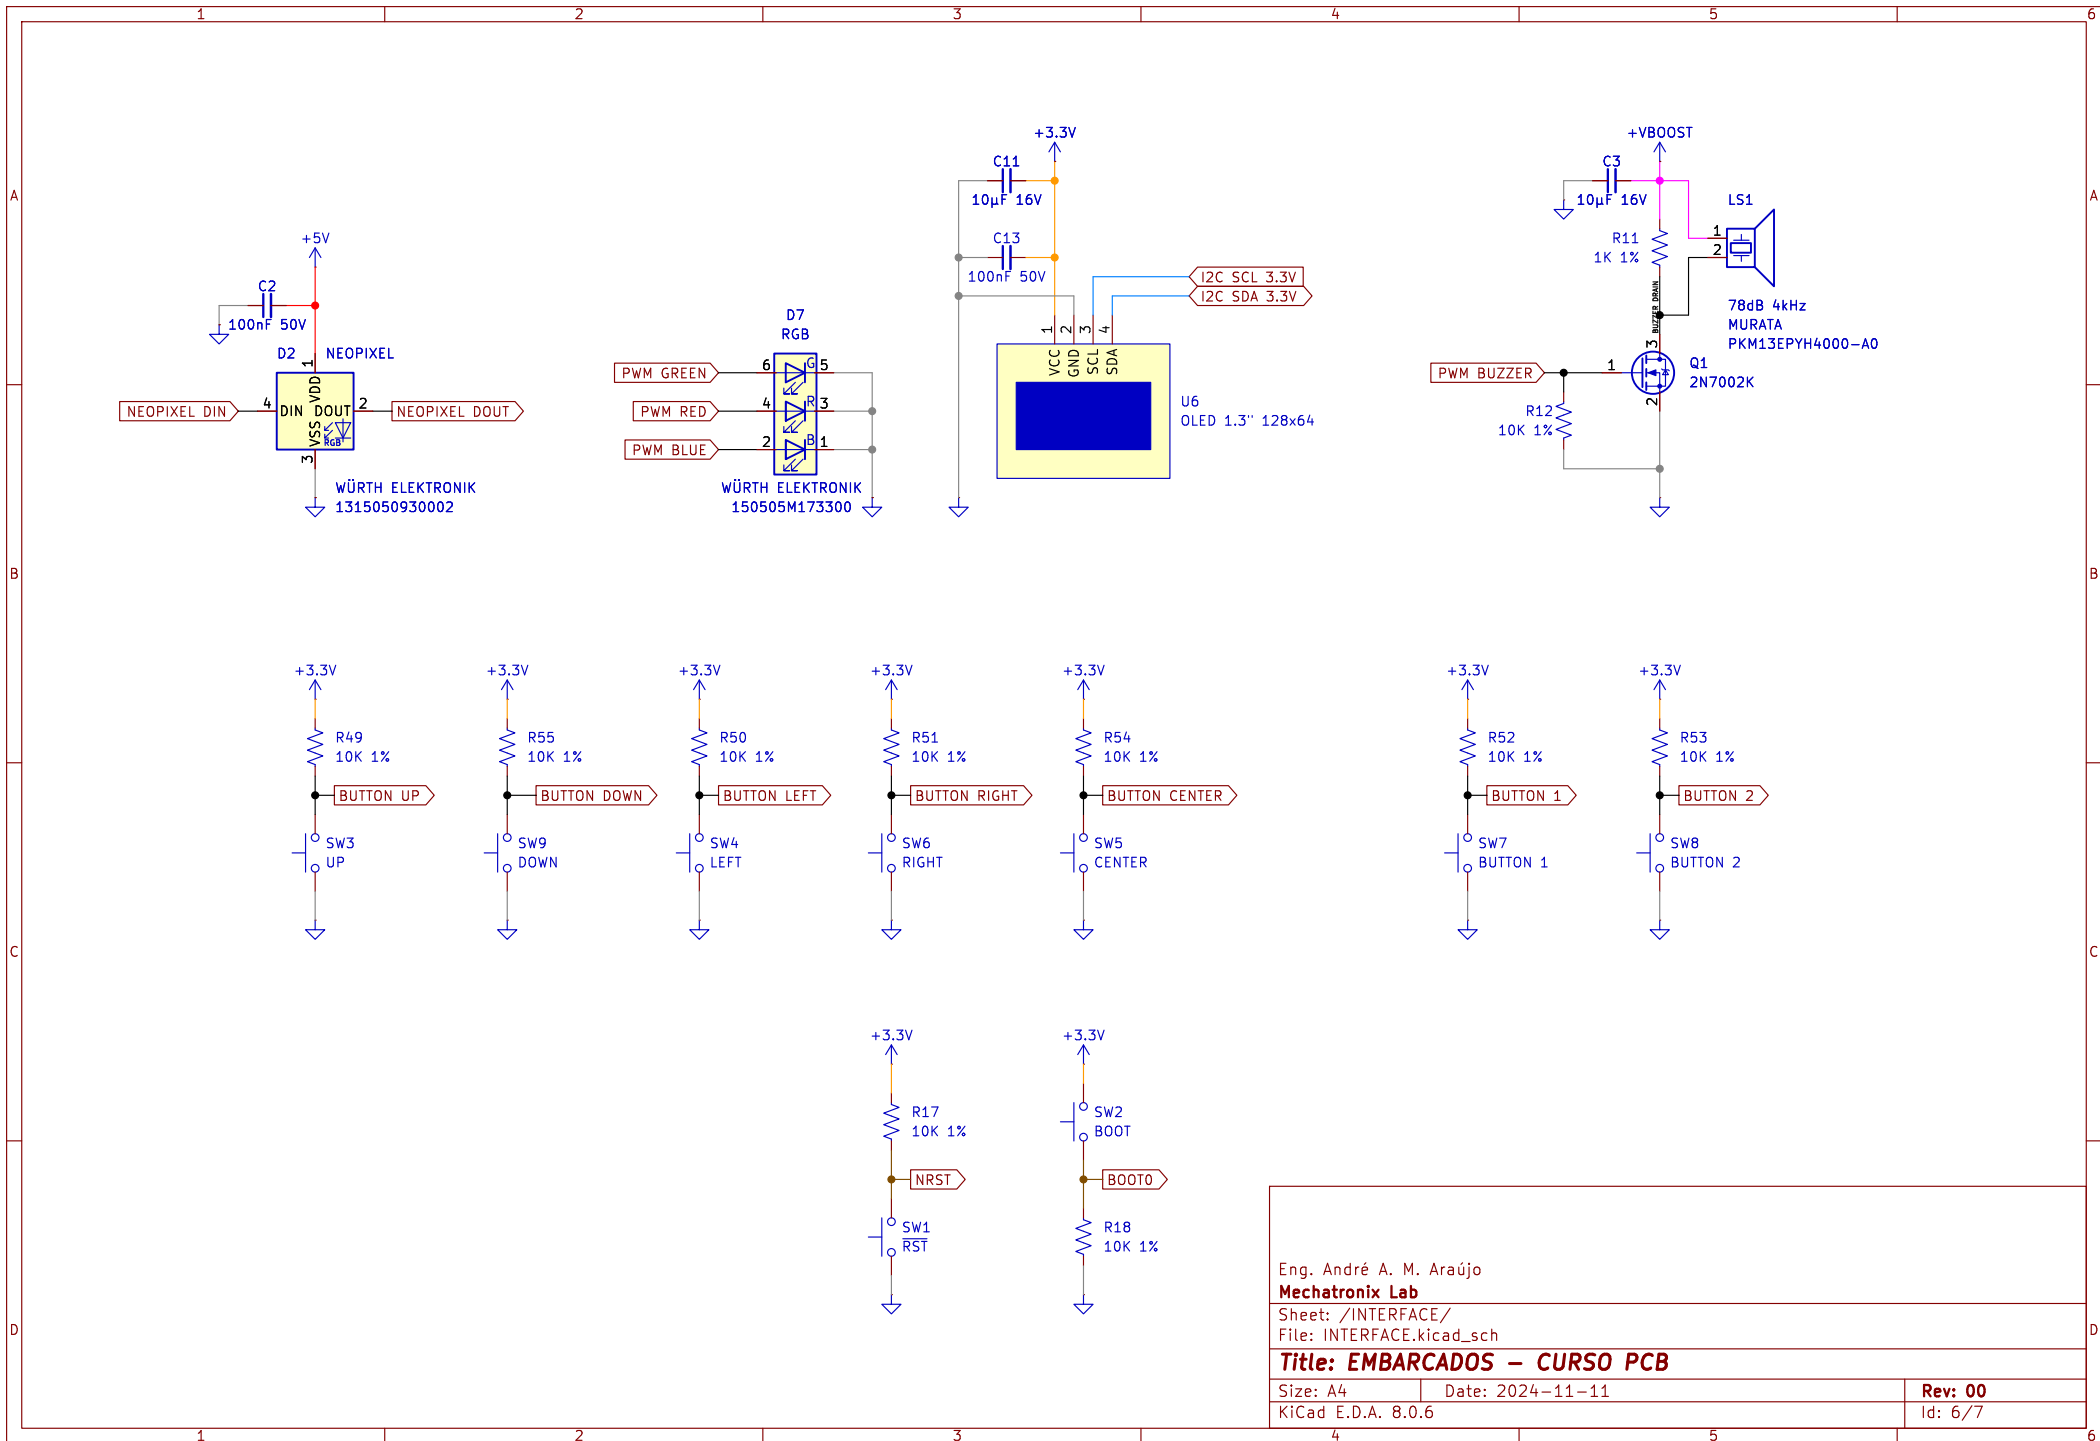 1 2 3 4 5 6
A
B
C
D
+5V
C2
100nF 50V
D2 NEOPIXEL
1
VDD
NEOPIXEL DIN
4
DIN DOUT
2
NEOPIXEL DOUT
VSS
RGB
3
WÜRTH ELEKTRONIK
1315050930002
D7
RGB
PWM GREEN
6 G 5
PWM RED
4 R 3
PWM BLUE
2 B 1
WÜRTH ELEKTRONIK
150505M173300
+3.3V
C11
10µF 16V
C13
100nF 50V
I2C SCL 3.3V
I2C SDA 3.3V
1 2 3 4
VCC GND SCL SDA
U6
OLED 1.3" 128x64
+VBOOST
C3
10µF 16V
LS1
R11
1K 1%
1
2
BUZZER DRAIN
78dB 4kHz
MURATA
PKM13EPYH4000-A0
3
PWM BUZZER
1
Q1
2N7002K
2
R12
10K 1%
+3.3V
R49
10K 1%
BUTTON UP
SW3
UP
+3.3V
R55
10K 1%
BUTTON DOWN
SW9
DOWN
+3.3V
R50
10K 1%
BUTTON LEFT
SW4
LEFT
+3.3V
R51
10K 1%
BUTTON RIGHT
SW6
RIGHT
+3.3V
R54
10K 1%
BUTTON CENTER
SW5
CENTER
+3.3V
R52
10K 1%
BUTTON 1
SW7
BUTTON 1
+3.3V
R53
10K 1%
BUTTON 2
SW8
BUTTON 2
+3.3V
R17
10K 1%
NRST
SW1
RST
+3.3V
SW2
BOOT
BOOT0
R18
10K 1%
Eng. André A. M. Araújo
Mechatronix Lab
Sheet: /INTERFACE/
File: INTERFACE.kicad_sch
Title: EMBARCADOS - CURSO PCB
Size: A4 Date: 2024-11-11 Rev: 00
KiCad E.D.A. 8.0.6 Id: 6/7
A
B
C
D
1 2 3 4 5 6